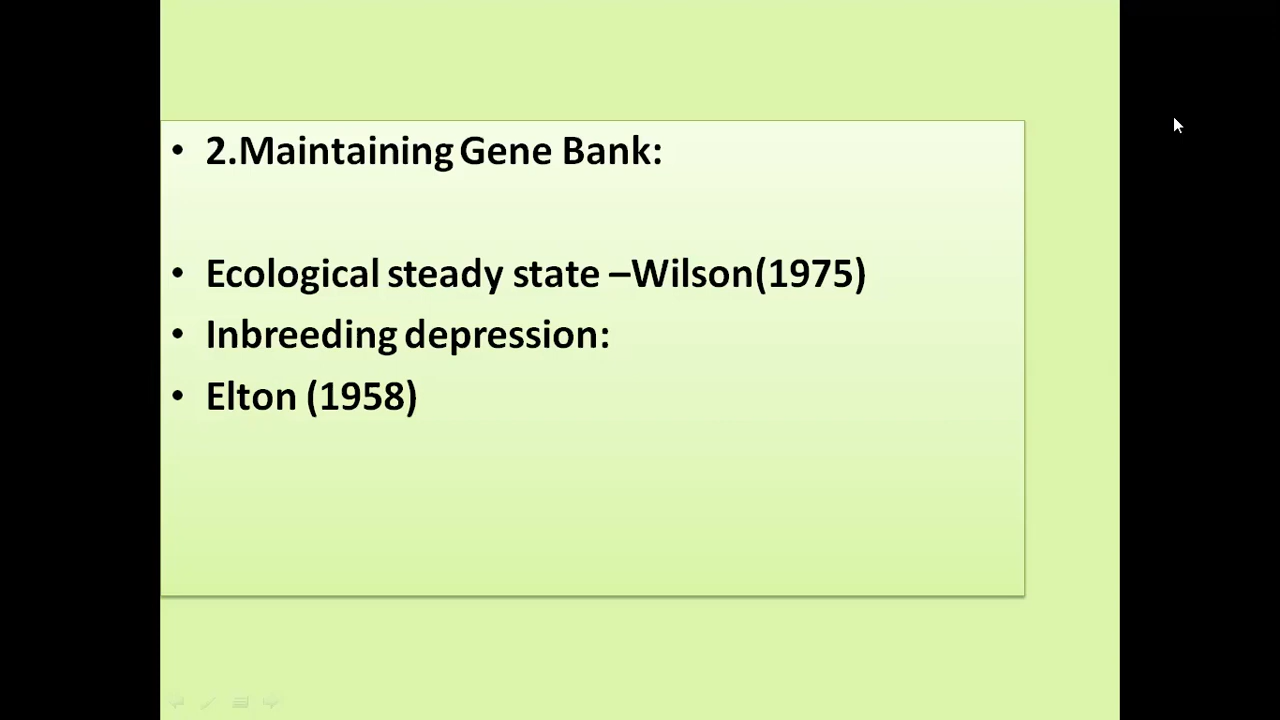 • 2.Maintaining Gene Bank:
• Ecological steady state –Wilson(1975)
• Inbreeding depression:
• Elton (1958)